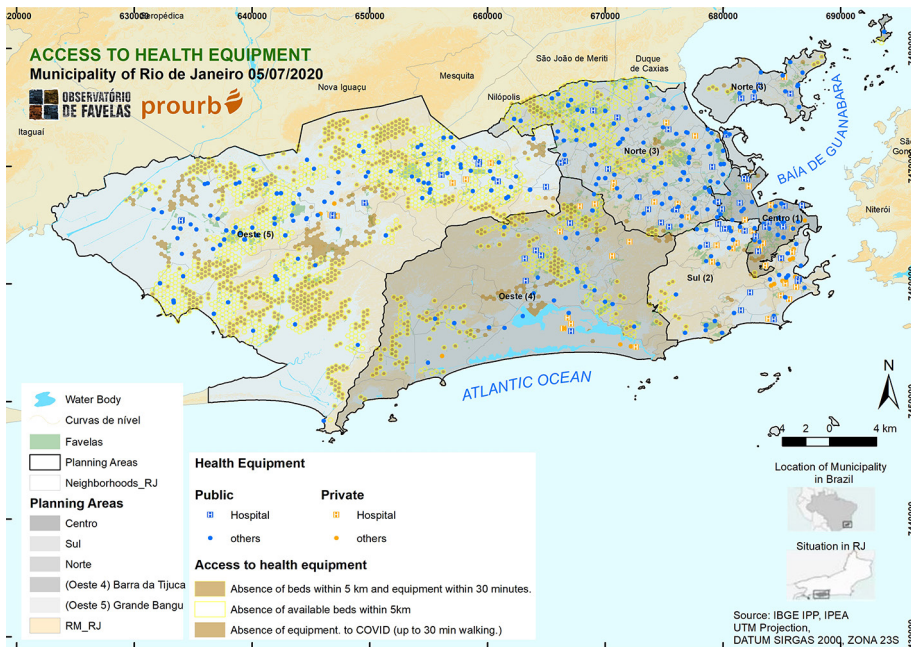 20000
630000
640000
650000
660000
670000
680000
690000
Seropédica
ACCESS TO HEALTH EQUIPMENT
Municipality of Rio de Janeiro 05/07/2020
OBSERVATÓRIO
DE FAVELAS
prourb
Itaguí
Nova Iguaçu
Mesquita
Nilópolis
São João de Meriti
Duque
de Caxias
Norte (3)
Norte (3)
BAÍA DE GUANABARA
Niterói
Centro (1)
Sul (2)
Oeste (5)
Oeste (4)
ATLANTIC OCEAN
N
4 2 0 4 km
Water Body
Curvas de nível
Favelas
Planning Areas
Neighborhoods_RJ
Planning Areas
Centro
Sul
Norte
(Oeste 4) Barra da Tijuca
(Oeste 5) Grande Bangu
RM_RJ
Health Equipment
Public
Private
H Hospital
H Hospital
others
others
Access to health equipment
Absence of beds within 5 km and equipment within 30 minutes.
Absence of available beds within 5km
Absence of equipment. to COVID (up to 30 min walking.)
Location of Municipality
in Brazil
Situation in RJ
Source: IBGE IPP, IPEA
UTM Projection,
DATUM SIRGAS 2000, ZONA 23S